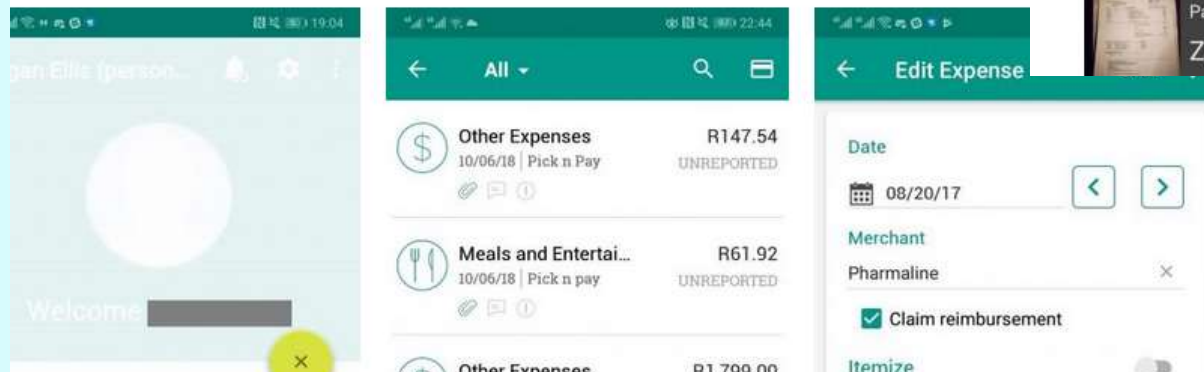 19:04
gan Ellis (person...
Welcome
22:44
All
Other Expenses R147.54
10/06/18 | Pick n Pay UNREPORTED
Meals and Entertai... R61.92
10/06/18 | Pick n pay UNREPORTED
Other Expenses R1 799.00
Edit Expense
Date
08/20/17
Merchant
Pharmaline
Claim reimbursement
Itemize